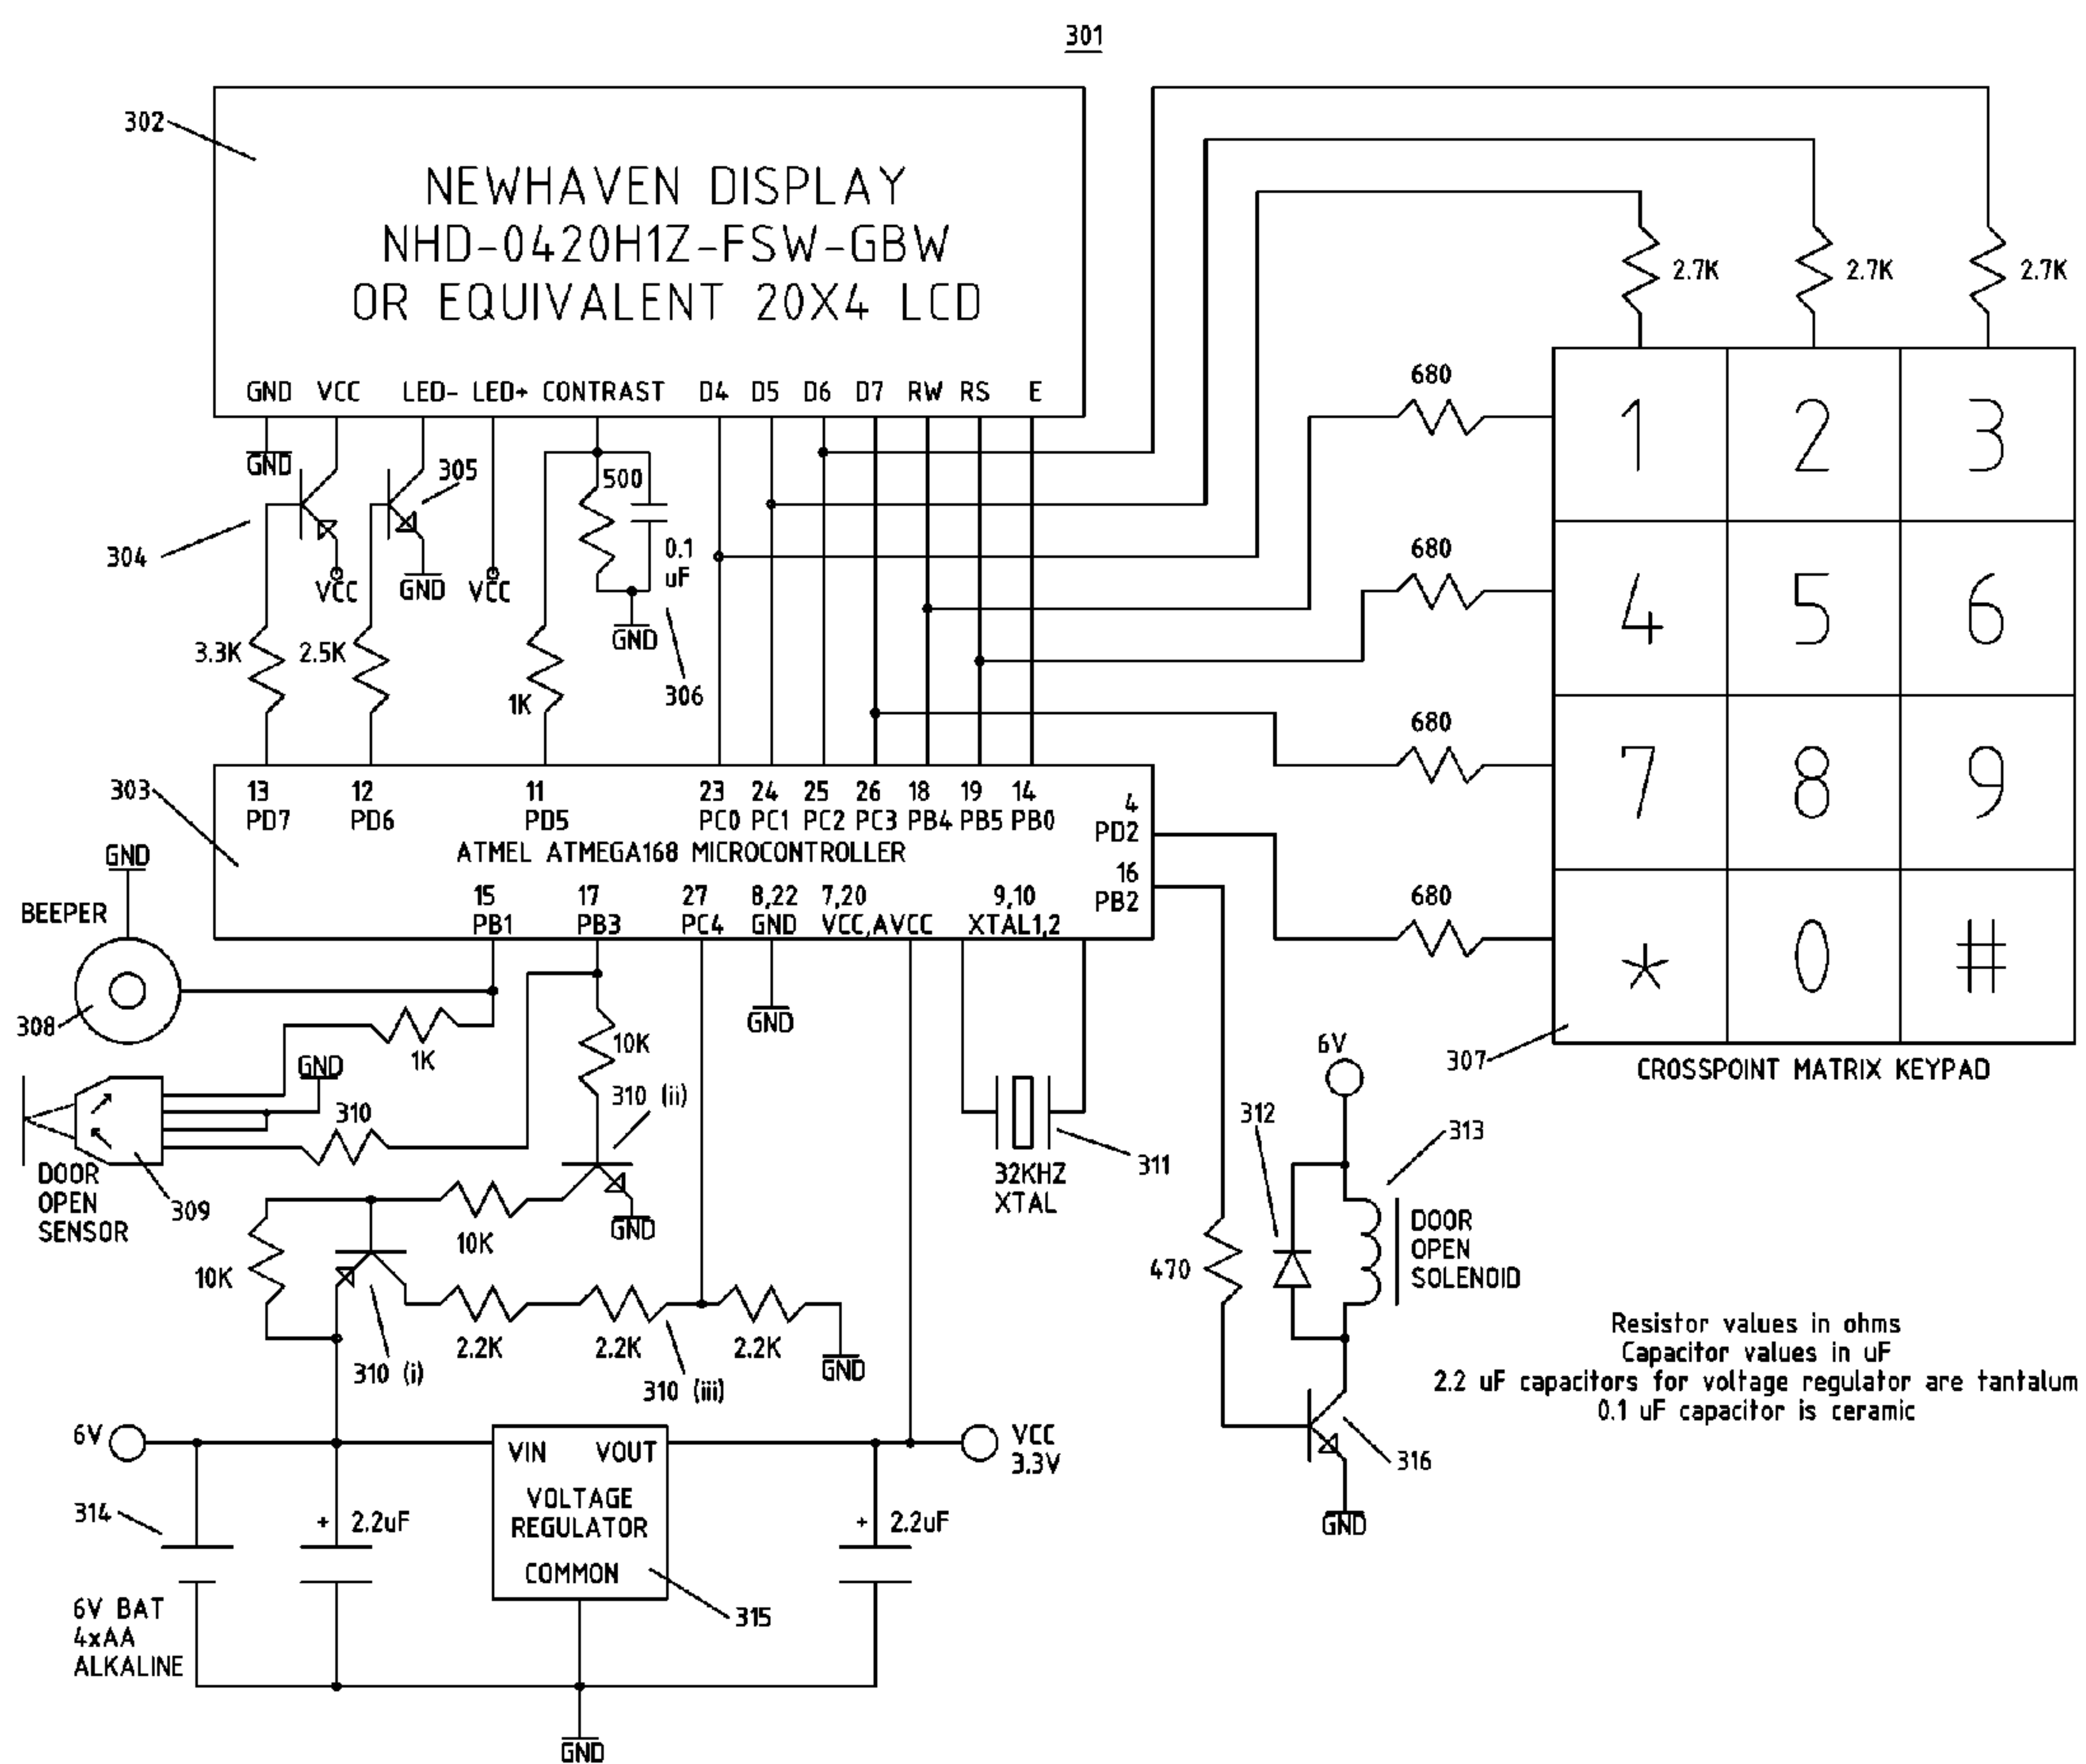 301
302
NEWHAVEN DISPLAY
NHD-0420H1Z-FSW-GBW
OR EQUIVALENT 20X4 LCD
GND VCC LED- LED+ CONTRAST D4 D5 D6 D7 RW RS E
2.7K 2.7K 2.7K
GND
305
500
304
VCC GND VCC
0.1
uF
GND
306
3.3K 2.5K
1K
680
680
680
680
1 2 3
4 5 6
7 8 9
* 0 #
307
CROSSPOINT MATRIX KEYPAD
303
13 12 11 23 24 25 26 18 19 14
PD7 PD6 PD5 PC0 PC1 PC2 PC3 PB4 PB5 PB0
4
PD2
ATMEL ATMEGA168 MICROCONTROLLER
16
PB2
15 17 27 8,22 7,20 9,10
PB1 PB3 PC4 GND VCC,AVCC XTAL1,2
GND
BEEPER
308
1K
GND
310
DOOR
OPEN
SENSOR
309
10K
310 (ii)
GND
GND
10K
10K
310 (i)
2.2K 2.2K 2.2K
310 (iii)
GND
32KHZ
XTAL
311
6V
312
313
470
DOOR
OPEN
SOLENOID
316
GND
Resistor values in ohms
Capacitor values in uF
2.2 uF capacitors for voltage regulator are tantalum
0.1 uF capacitor is ceramic
6V
VIN VOUT
VOLTAGE
REGULATOR
COMMON
VCC
3.3V
314
+ 2.2uF
+ 2.2uF
315
6V BAT
4xAA
ALKALINE
GND